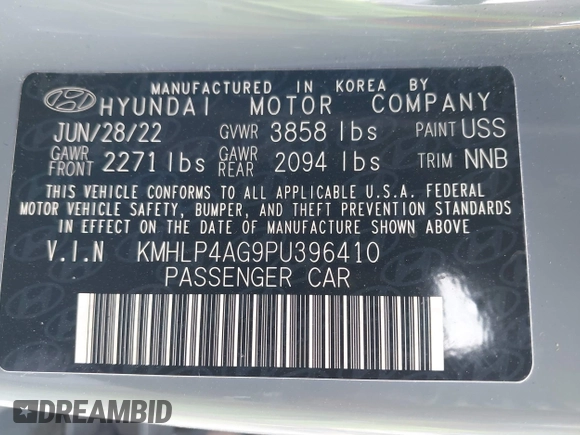 MANUFACTURED IN KOREA BY
HYUNDAI MOTOR COMPANY
JUN/28/22 GVWR 3858 lbs PAINT USS
GAWR FRONT 2271 lbs GAWR REAR 2094 lbs TRIM NNB
THIS VEHICLE CONFORMS TO ALL APPLICABLE U.S.A. FEDERAL
MOTOR VEHICLE SAFETY, BUMPER, AND THEFT PREVENTION STANDARDS
IN EFFECT ON THE DATE OF MANUFACTURE SHOWN ABOVE.
V.I.N KMHLP4AG9PU396410
PASSENGER CAR
DREAMBID